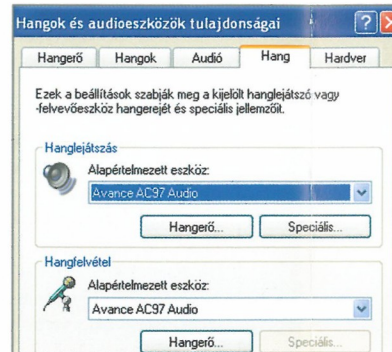 Hangok és audioeszközök tulajdonságai
Hangerő Hangok Audió Hang Hardver
Ezek a beállítások szabják meg a kijelölt hanglejátszó vagy
-felvevőeszköz hangerejét és speciális jellemzőit.
Hanglejátszás
Alapértelmezett eszköz:
Avance AC97 Audio
Hangerő... Speciális...
Hangfelvétel
Alapértelmezett eszköz:
Avance AC97 Audio
Hangerő... Speciális...